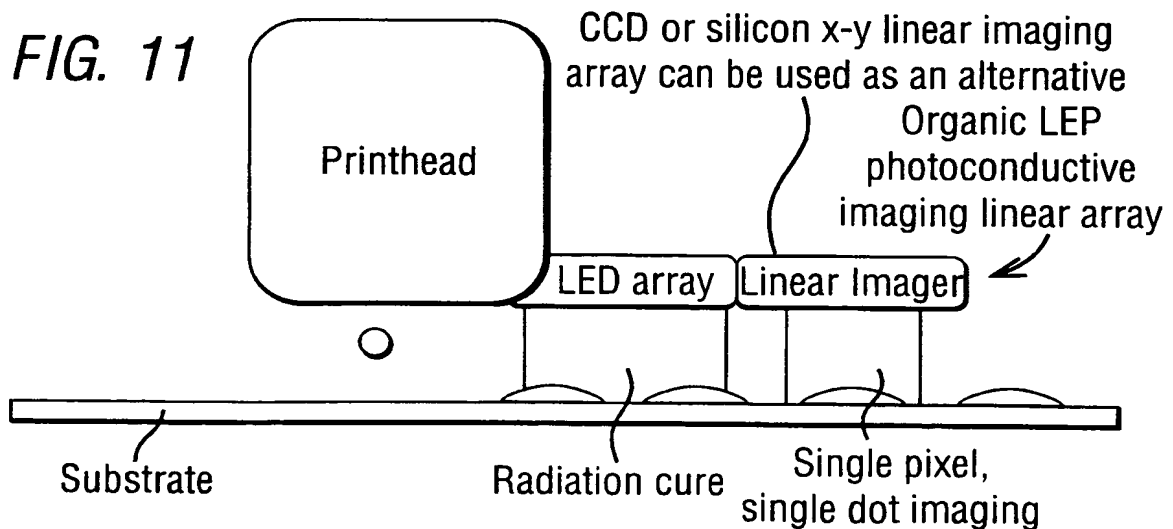 FIG. 11
CCD or silicon x-y linear imaging
array can be used as an alternative
Organic LEP
photoconductive
imaging linear array
Printhead
LED array
Linear Imager
Substrate
Radiation cure
Single pixel,
single dot imaging